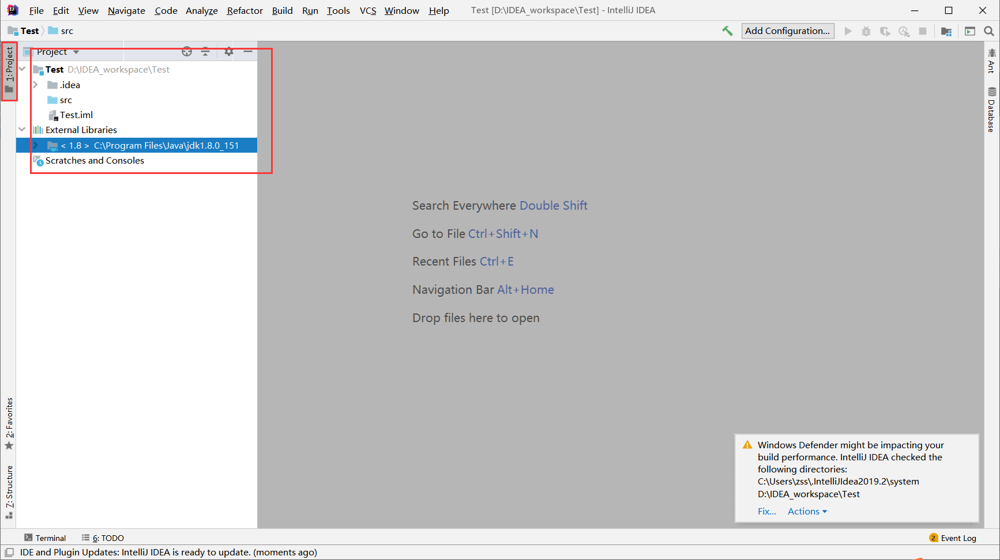 File Edit View Navigate Code Analyze Refactor Build Run Tools VCS Window Help Test [D:\IDEA_workspace\Test] - IntelliJ IDEA
Test src Add Configuration...
1: Project
Project
Test D:\IDEA_workspace\Test
.idea
src
Test.iml
External Libraries
< 1.8 > C:\Program Files\Java\jdk1.8.0_151
Scratches and Consoles
Ant
Database
Search Everywhere Double Shift
Go to File Ctrl+Shift+N
Recent Files Ctrl+E
Navigation Bar Alt+Home
Drop files here to open
2: Favorites
7: Structure
Windows Defender might be impacting your
build performance. IntelliJ IDEA checked the
following directories:
C:\Users\zss\.IntelliJIdea2019.2\system
D:\IDEA_workspace\Test
Fix... Actions
Terminal 6: TODO 2 Event Log
IDE and Plugin Updates: IntelliJ IDEA is ready to update. (moments ago)